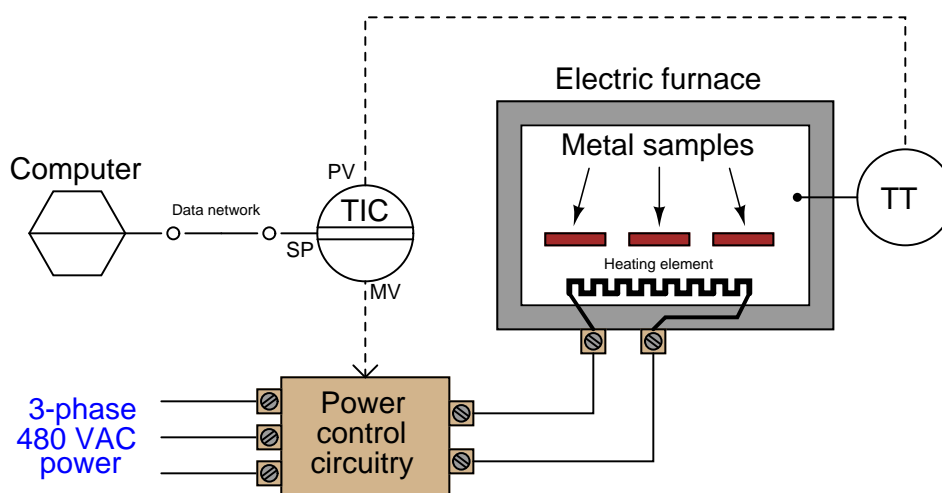 Electric furnace
Metal samples
Computer
PV
TIC
TT
Data network
SP
Heating element
MV
3-phase
480 VAC
power
Power
control
circuitry